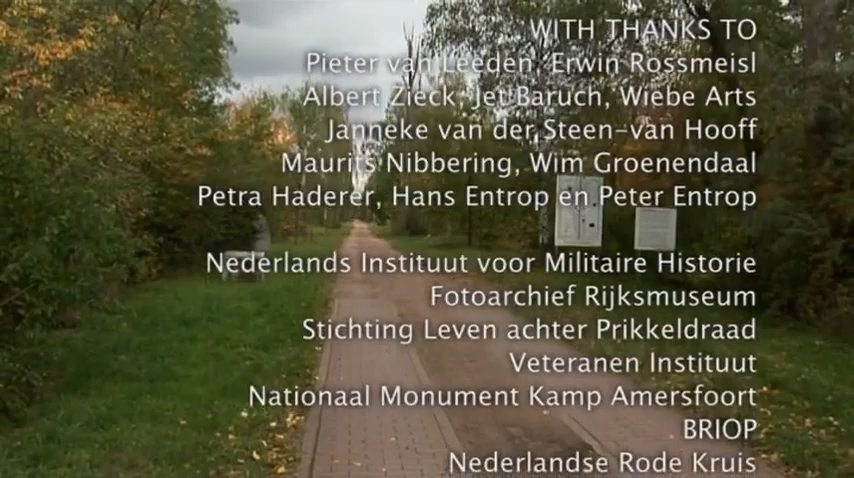 WITH THANKS TO
Pieter van Leeden, Erwin Rossmeisl
Albert Zieck, Jet Baruch, Wiebe Arts
Janneke van der Steen-van Hooff
Maurits Nibbering, Wim Groenendaal
Petra Haderer, Hans Entrop en Peter Entrop
Nederlands Instituut voor Militaire Historie
Fotoarchief Rijksmuseum
Stichting Leven achter Prikkeldraad
Veteranen Instituut
Nationaal Monument Kamp Amersfoort
BRIOP
Nederlandse Rode Kruis